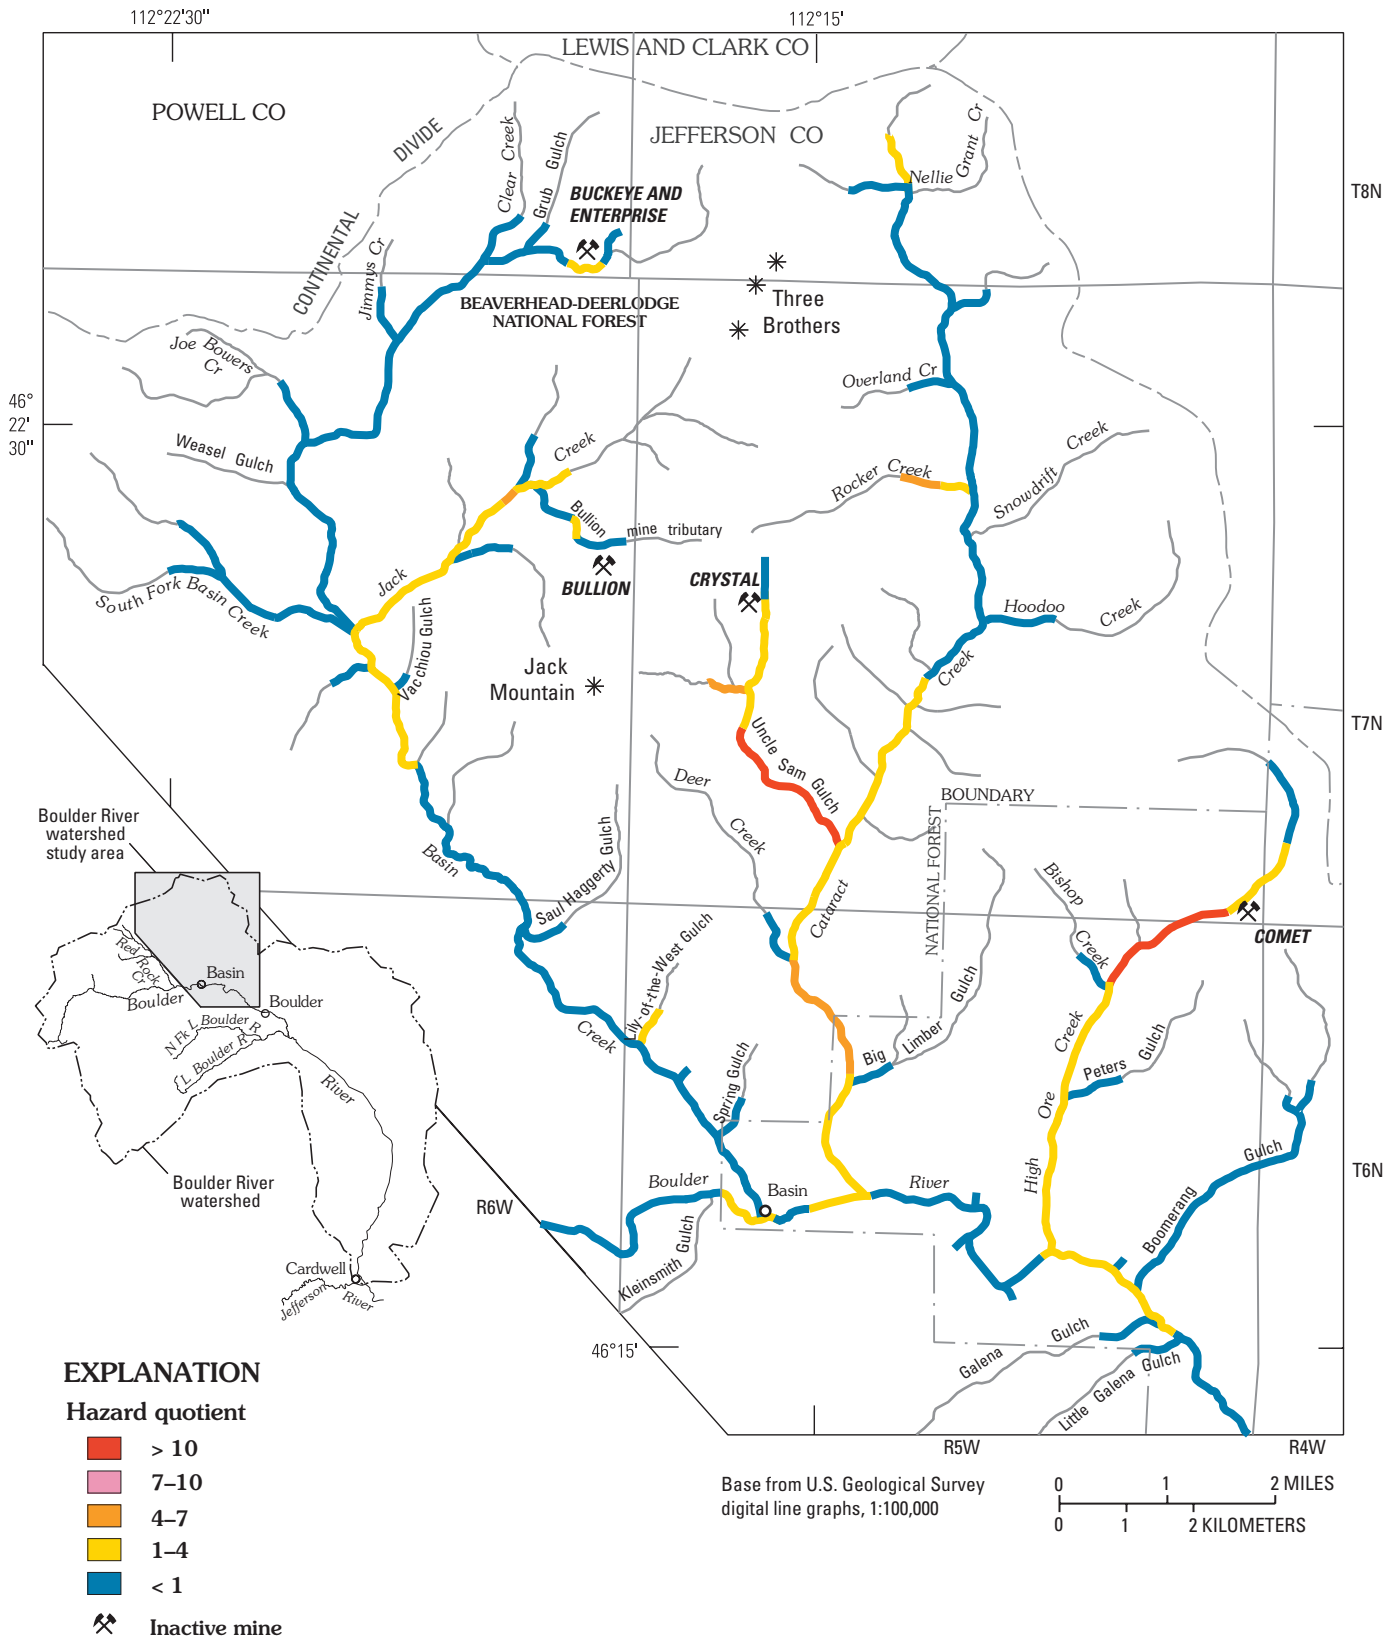 112°22'30"
112°15'
LEWIS AND CLARK CO
POWELL CO
JEFFERSON CO
CONTINENTAL
DIVIDE
Clear Creek
Grub Gulch
BUCKEYE AND
ENTERPRISE
Nellie Grant Cr
T8N
Jimmys Cr
BEAVERHEAD-DEERLODGE
NATIONAL FOREST
Three
Brothers
Joe Bowers
Cr
Overland Cr
46°
22'
30"
Weasel Gulch
Jack Creek
Rocker Creek
Snowdrift Creek
Bullion mine tributary
BULLION
CRYSTAL
South Fork Basin Creek
Hoodoo Creek
Vacchiou Gulch
Jack
Mountain
T7N
Uncle Sam Gulch
Deer Creek
Cataract Creek
NATIONAL FOREST
BOUNDARY
Boulder River
watershed
study area
Basin Creek
Saul Haggerty Gulch
Lily-of-the-West Gulch
Bishop Creek
COMET
Red Rock Cr
Basin
Boulder
Boulder
N Fk L Boulder R
L Boulder R
River
Big Limber Gulch
Spring Gulch
Peters Gulch
High Ore Creek
Boulder River
watershed
Boulder River
Basin
R6W
Kleinsmith Gulch
Boomerang Gulch
T6N
Cardwell
Jefferson River
46°15'
Galena Gulch
Little Galena Gulch
R5W
R4W
EXPLANATION
Hazard quotient
> 10
7–10
4–7
1–4
< 1
Inactive mine
Base from U.S. Geological Survey
digital line graphs, 1:100,000
0 1 2 MILES
0 1 2 KILOMETERS